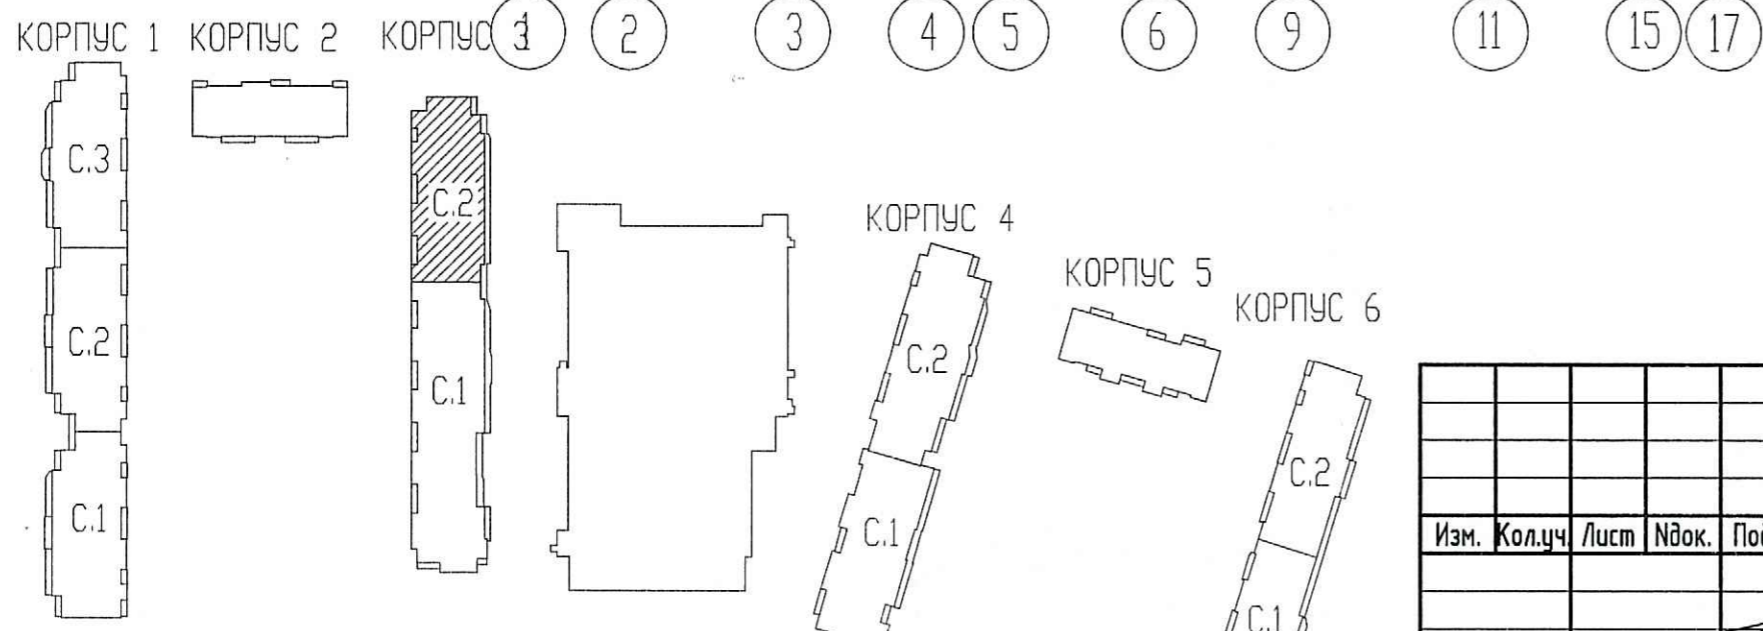 1 2 3 4 5 6 9 11 15 17
КОРПУС 1 КОРПУС 2 КОРПУС 3
С.3
С.2
КОРПУС 4
КОРПУС 5
КОРПУС 6
С.2
С.2
С.1
С.2
С.1
С.1
С.1
Изм. Кол.уч. Лист Nдок.